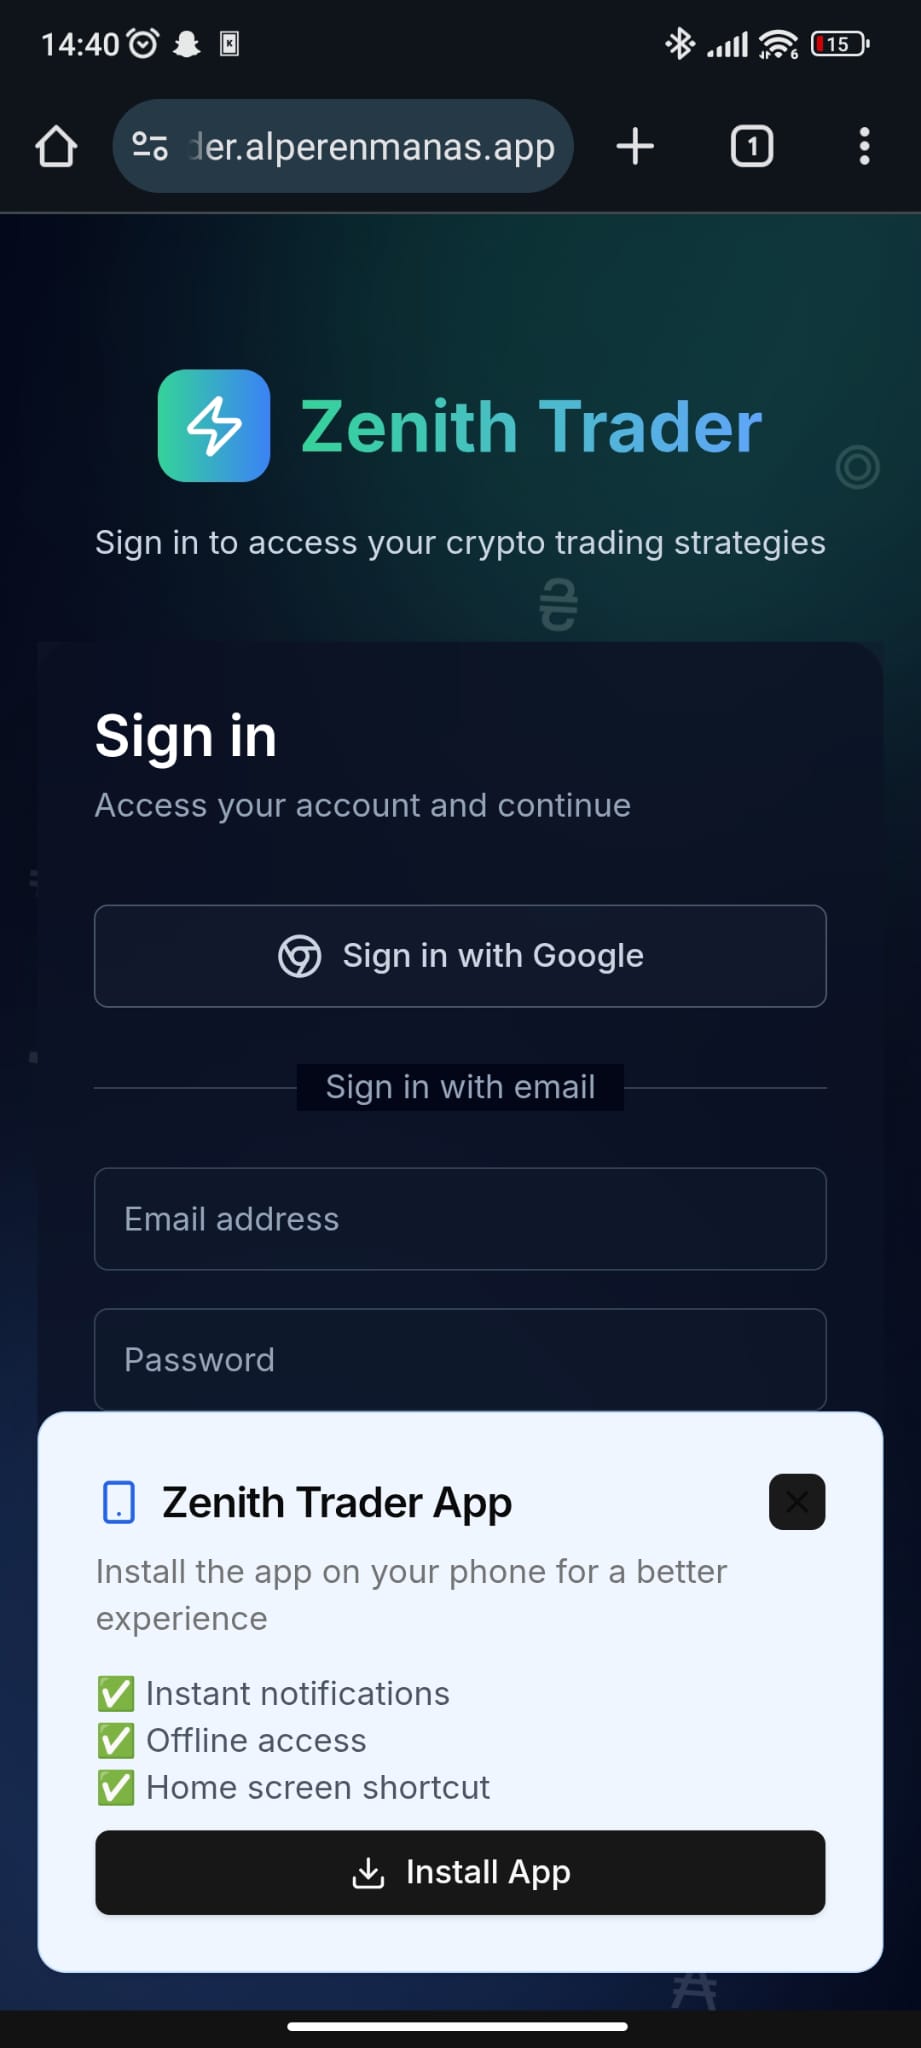 14:40
15
der.alperenmanas.app
1
Zenith Trader
Sign in to access your crypto trading strategies
Sign in
Access your account and continue
Sign in with Google
Sign in with email
Email address
Password
Zenith Trader App
Install the app on your phone for a better
experience
✅ Instant notifications
✅ Offline access
✅ Home screen shortcut
Install App